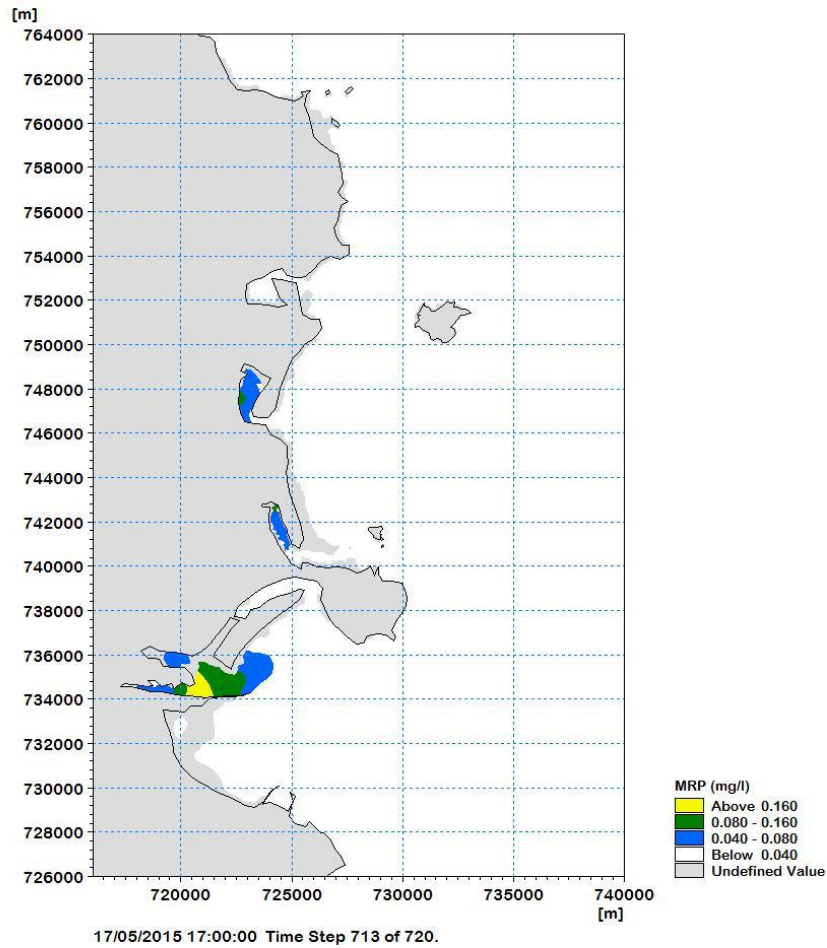 [m]
764000
762000
760000
758000
756000
754000
752000
750000
748000
746000
744000
742000
740000
738000
736000
734000
732000
730000
728000
726000
720000 725000 730000 735000 740000
[m]
MRP (mg/l)
Above 0.160
0.080 - 0.160
0.040 - 0.080
Below 0.040
Undefined Value
17/05/2015 17:00:00 Time Step 713 of 720.